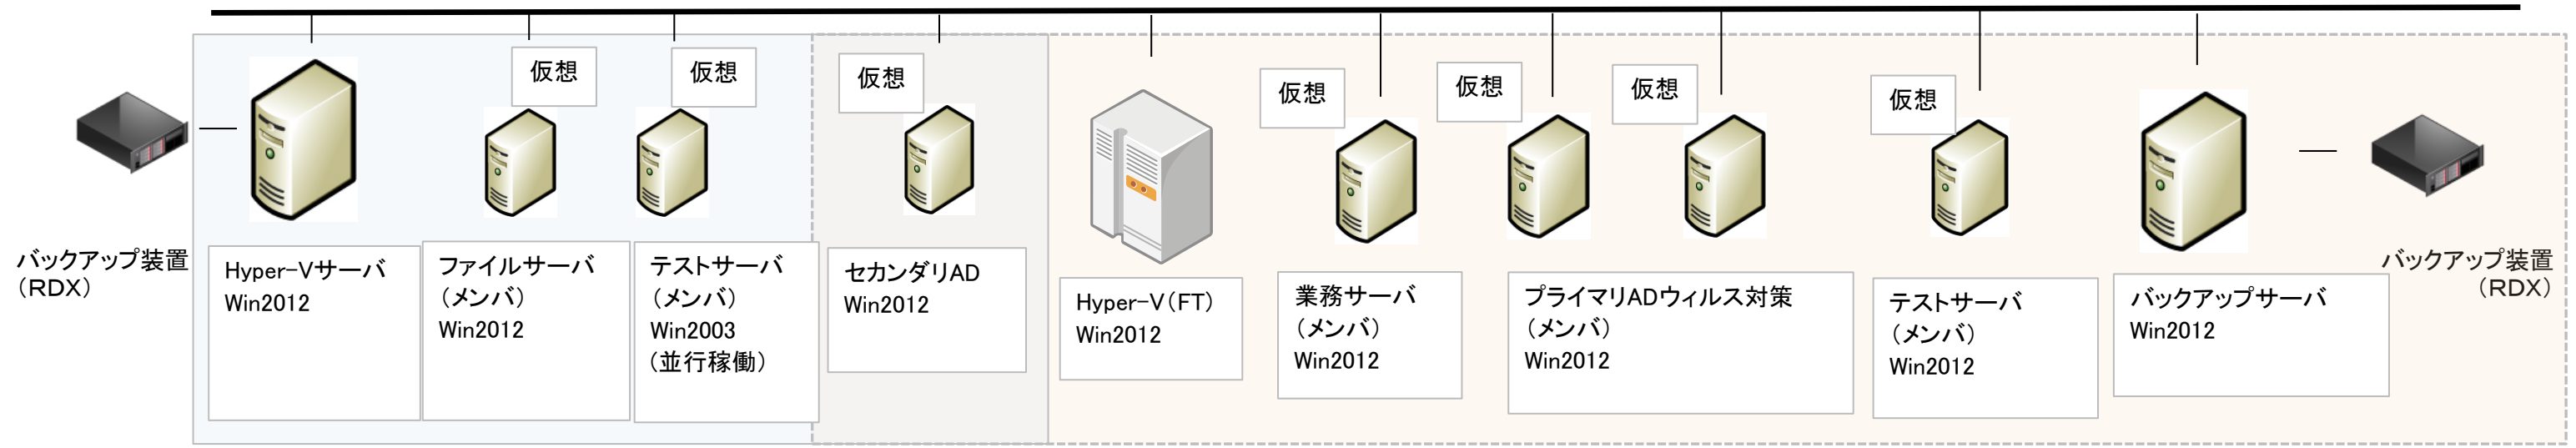 仮想
仮想
仮想
仮想
仮想
仮想
仮想
バックアップ装置
（RDX）
Hyper-Vサーバ
Win2012
ファイルサーバ
（メンバ）
Win2012
テストサーバ
（メンバ）
Win2003
（並行稼働）
セカンダリAD
Win2012
Hyper-V（FT）
Win2012
業務サーバ
（メンバ）
Win2012
プライマリADウィルス対策
（メンバ）
Win2012
テストサーバ
（メンバ）
Win2012
バックアップサーバ
Win2012
バックアップ装置
（RDX）